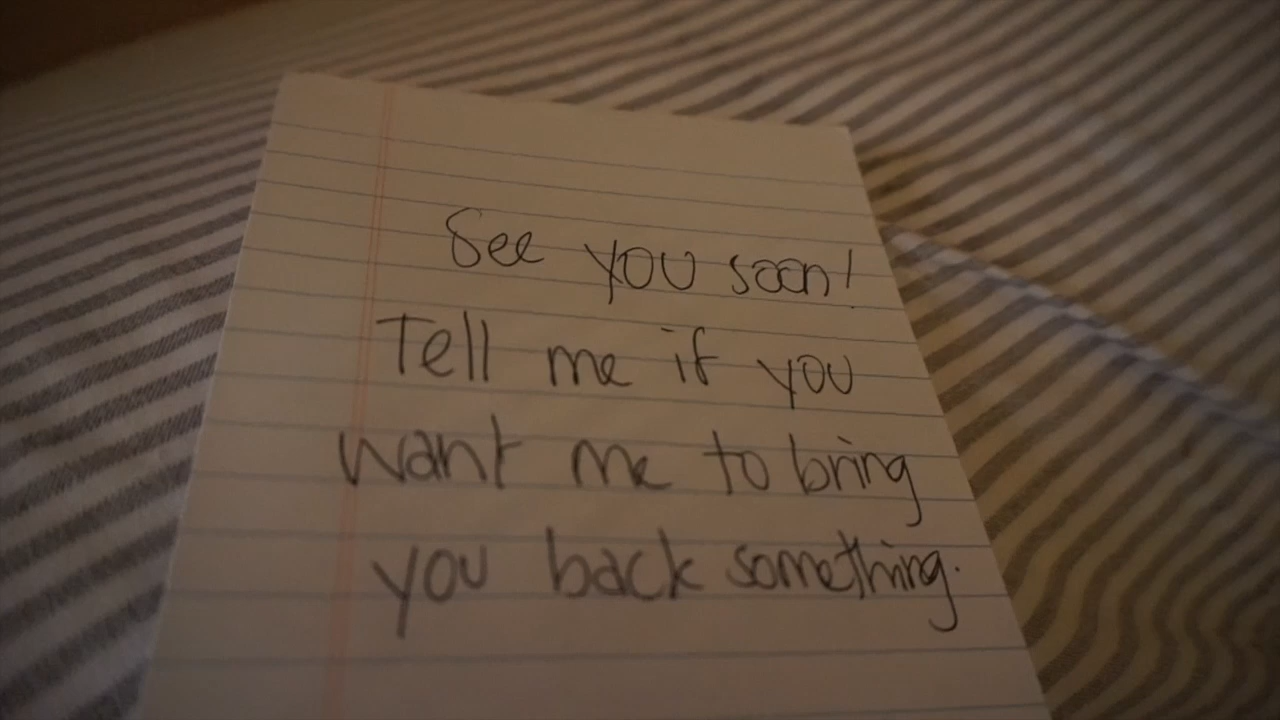 See you soon!
Tell me if you
want me to bring
you back something.